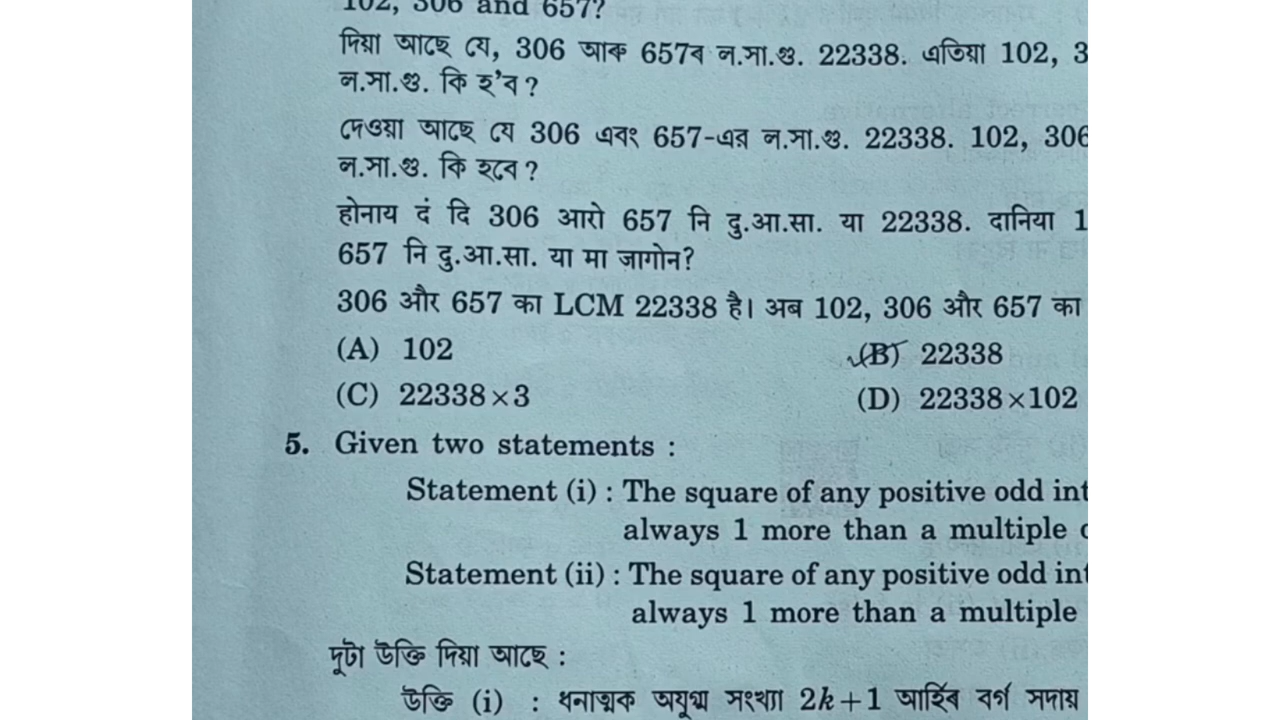 102, 306 and 657?
দিয়া আছে যে, 306 আৰু 657ৰ ল.সা.গু. 22338. এতিয়া 102, 3
ল.সা.গু. কি হ’ব ?
দেওয়া আছে যে 306 এবং 657-এর ল.সা.গু. 22338. 102, 306
ল.সা.গু. কি হবে ?
होनाय दं दि 306 आरो 657 नि दु.आ.सा. या 22338. दानिया 1
657 नि दु.आ.सा. या मा जागोन?
306 और 657 का LCM 22338 है। अब 102, 306 और 657 का
(A) 102 (B) 22338
(C) 22338×3 (D) 22338×102
5. Given two statements :
Statement (i) : The square of any positive odd int
always 1 more than a multiple
Statement (ii) : The square of any positive odd int
always 1 more than a multiple
দুটা উক্তি দিয়া আছে :
উক্তি (i) : ধনাত্মক অযুগ্ম সংখ্যা 2k+1 আৰ্হিৰ বৰ্গ সদায়